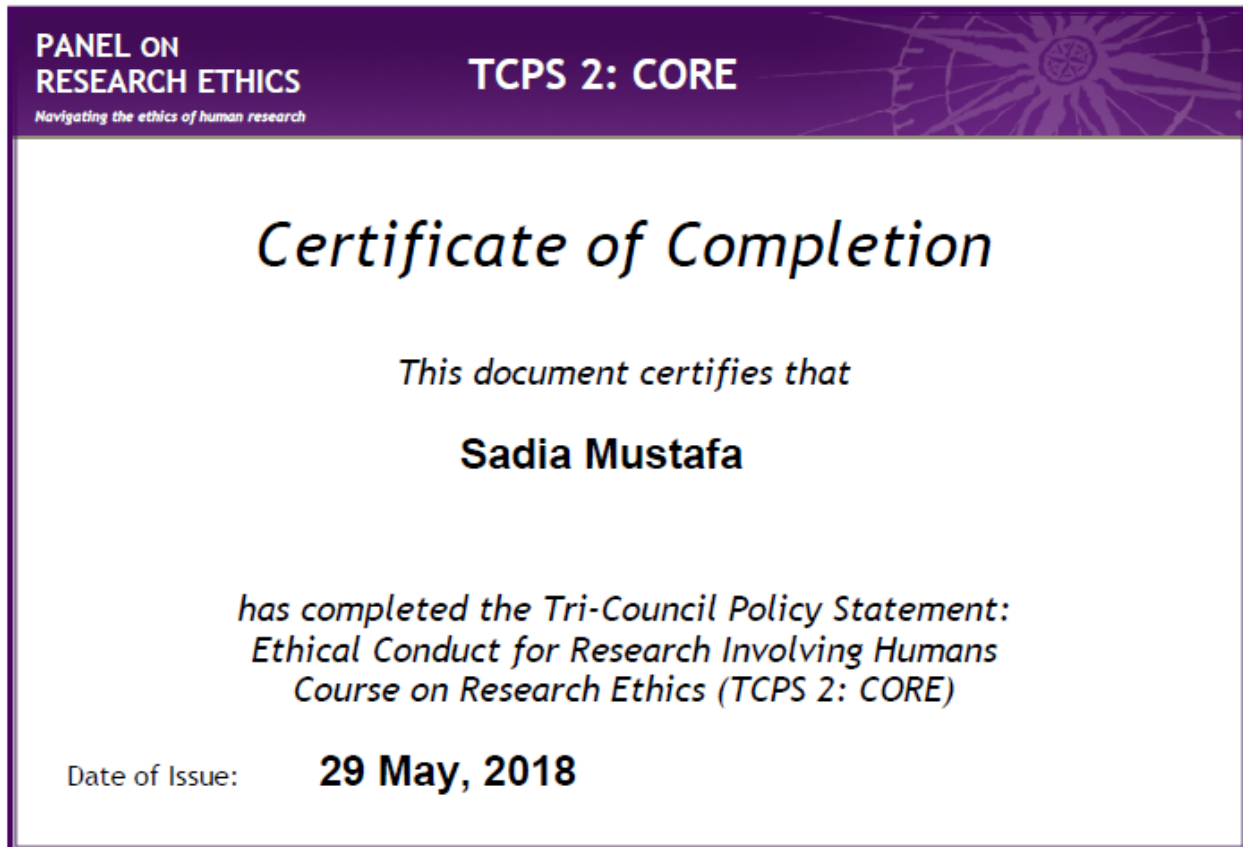 PANEL ON
RESEARCH ETHICS
Navigating the ethics of human research
TCPS 2: CORE
Certificate of Completion
This document certifies that
Sadia Mustafa
has completed the Tri-Council Policy Statement:
Ethical Conduct for Research Involving Humans
Course on Research Ethics (TCPS 2: CORE)
Date of Issue: 29 May, 2018